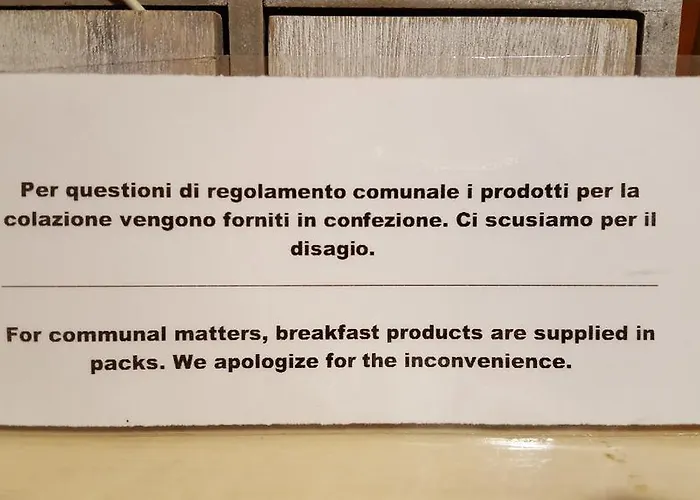 Per questioni di regolamento comunale i prodotti per la
colazione vengono forniti in confezione. Ci scusiamo per il
disagio.
For communal matters, breakfast products are supplied in
packs. We apologize for the inconvenience.